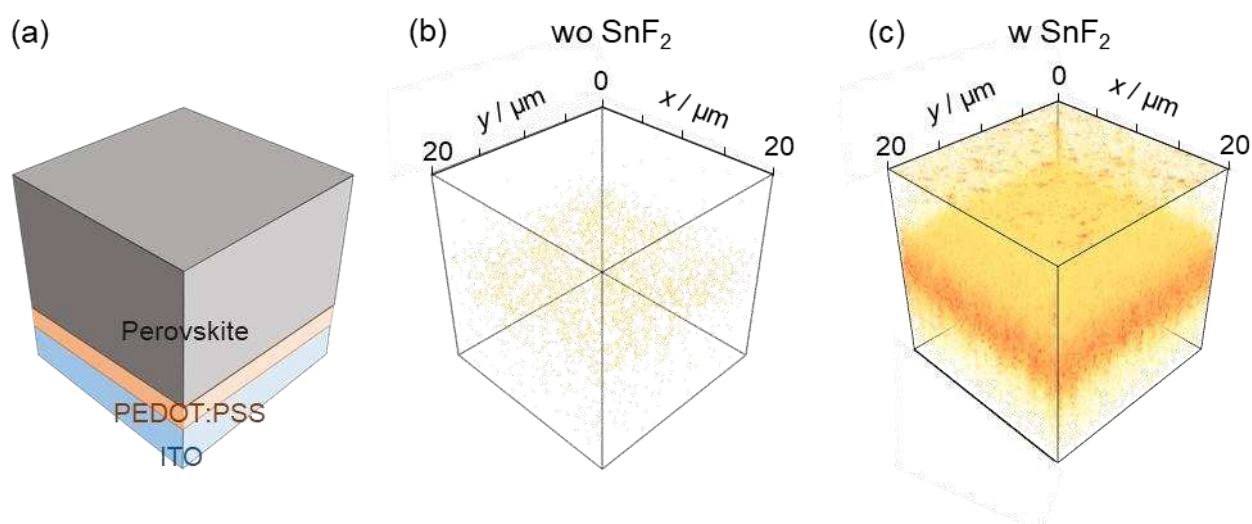 (a)
Perovskite
PEDOT:PSS
ITO
(b)
wo SnF₂
0
y / µm
x / µm
20
20
(c)
w SnF₂
0
y / µm
x / µm
20
20